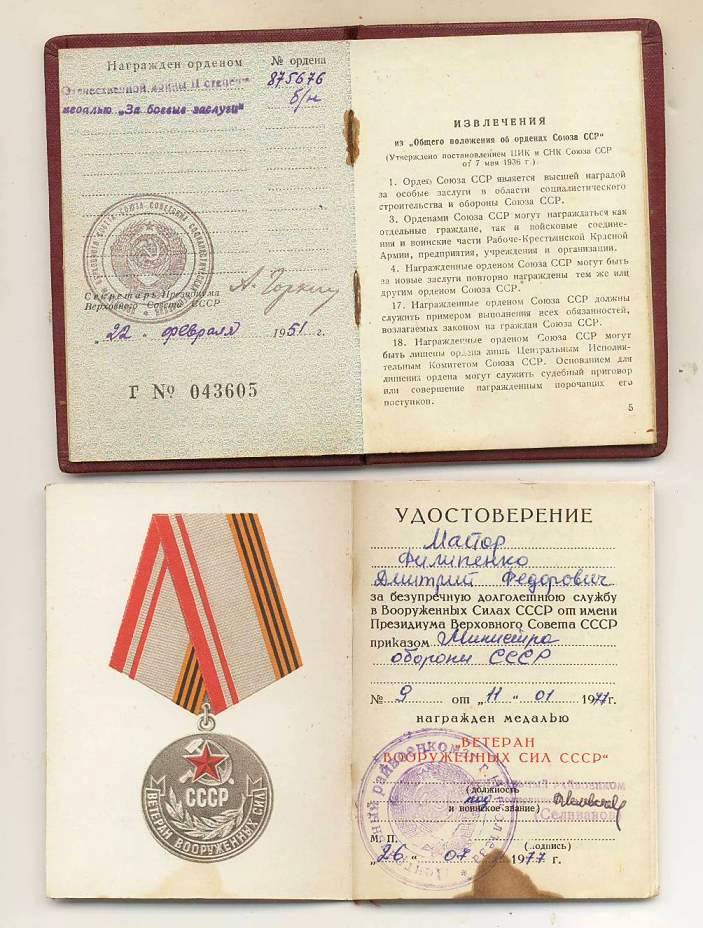 Награжден орденом
№ ордена
Отечественной войны II степени
875676
медалью „За боевые заслуги"
б/н
Секретарь Президиума
Верховного Совета СССР
А. Горкин
„22" февраля 1951 г.
Г № 043605
ИЗВЛЕЧЕНИЯ
из „Общего положения об орденах Союза ССР"
(Утверждено постановлением ЦИК и СНК Союза ССР
от 7 мая 1936 г.)
1. Орден Союза ССР является высшей наградой
за особые заслуги в области социалистического
строительства и обороны Союза ССР.
3. Орденами Союза ССР могут награждаться как
отдельные граждане, так и войсковые соедине-
ния и воинские части Рабоче-Крестьянской Красной
Армии, предприятия, учреждения и организации.
4. Награжденные орденом Союза ССР могут быть
за новые заслуги повторно награждены тем же или
другим орденом Союза ССР.
17. Награжденные орденом Союза ССР должны
служить примером выполнения всех обязанностей,
возлагаемых законом на граждан Союза ССР.
18. Награжденные орденом Союза ССР могут
быть лишены ордена лишь Центральным Исполни-
тельным Комитетом Союза ССР. Основанием для
лишения ордена могут служить судебный приговор
или совершение награжденным порочащих его
поступков.
5
СССР
ВЕТЕРАН ВООРУЖЕННЫХ СИЛ
УДОСТОВЕРЕНИЕ
Майор
Филипенко
Дмитрий Федорович
за безупречную долголетнюю службу
в Вооруженных Силах СССР от имени
Президиума Верховного Совета СССР
приказом Министра
обороны СССР
№ 9 от „11" 01 1977г.
награжден медалью
„ВЕТЕРАН
ВООРУЖЕННЫХ СИЛ СССР"
(должность
и воинское звание)
(Селиванов)
М. П.
(подпись)
„26" 07 1977 г.